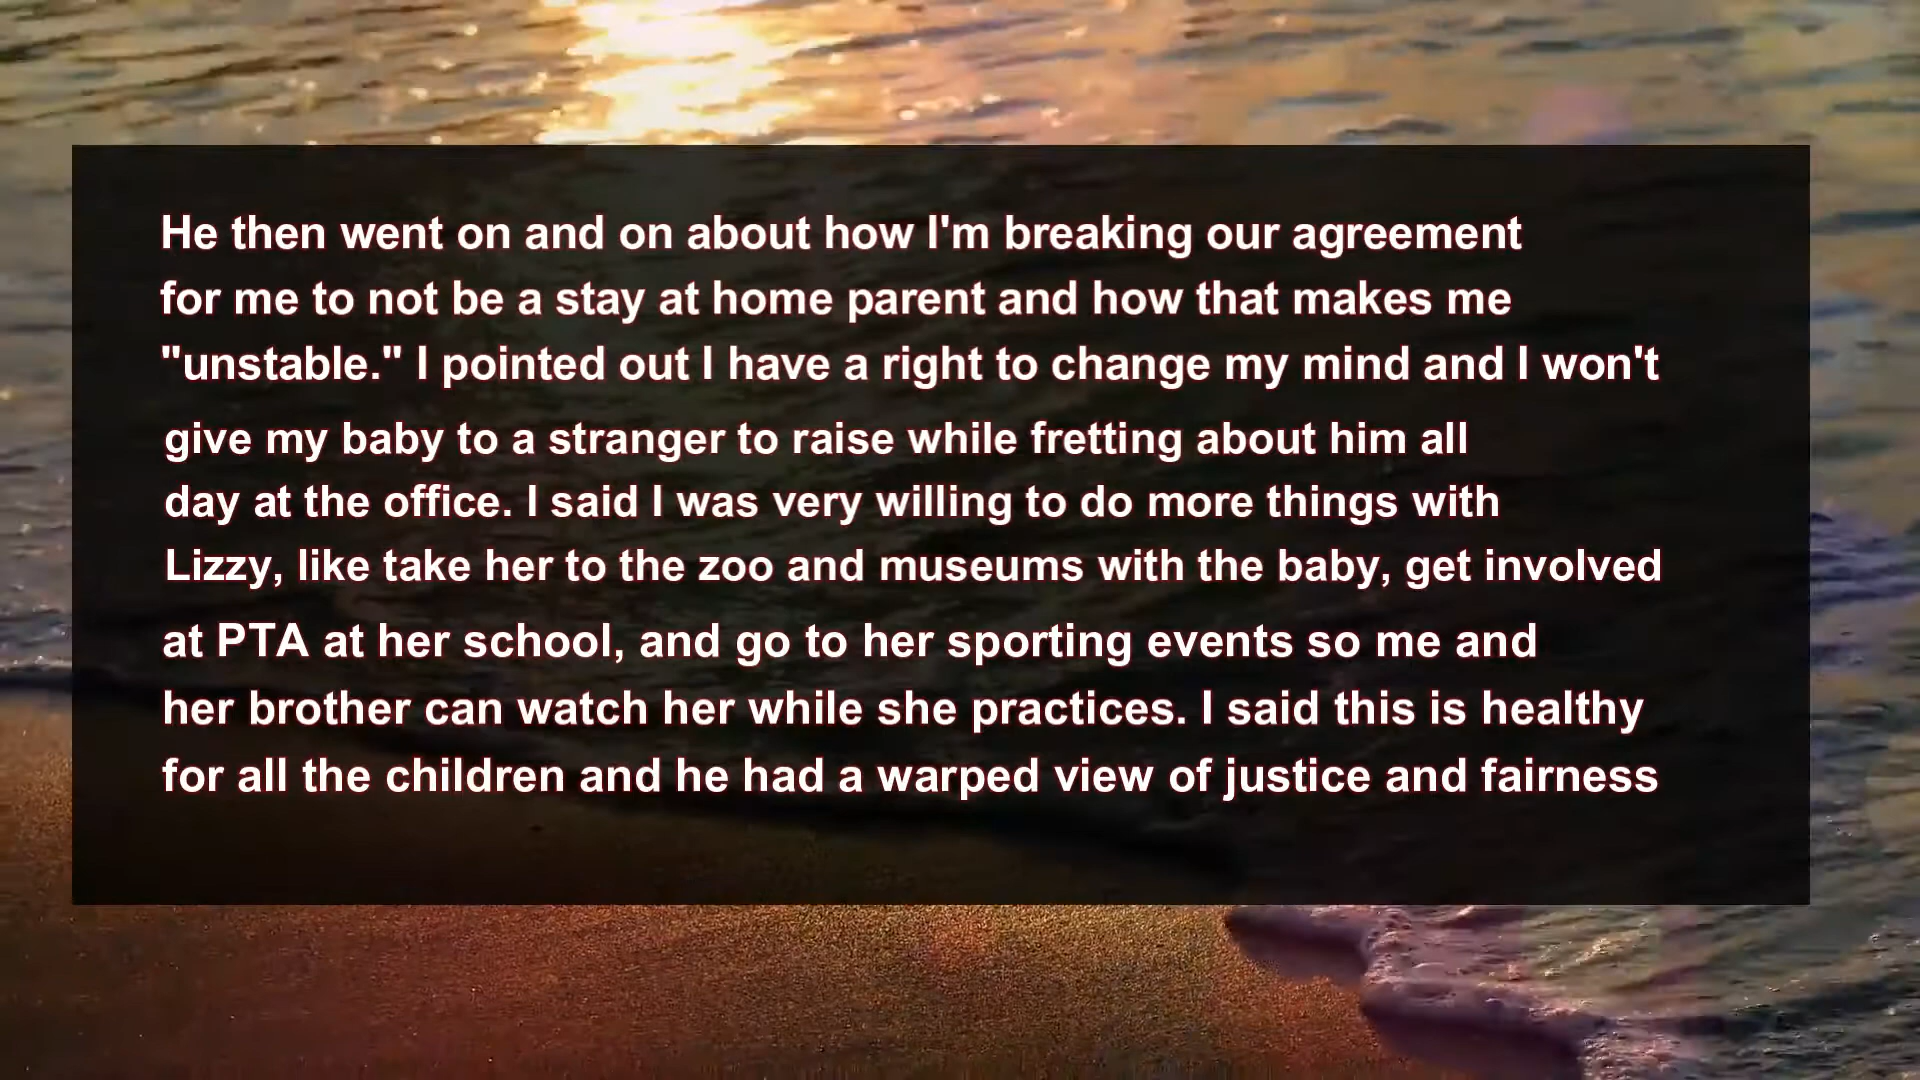 He then went on and on about how I'm breaking our agreement
for me to not be a stay at home parent and how that makes me
"unstable." I pointed out I have a right to change my mind and I won't
give my baby to a stranger to raise while fretting about him all
day at the office. I said I was very willing to do more things with
Lizzy, like take her to the zoo and museums with the baby, get involved
at PTA at her school, and go to her sporting events so me and
her brother can watch her while she practices. I said this is healthy
for all the children and he had a warped view of justice and fairness